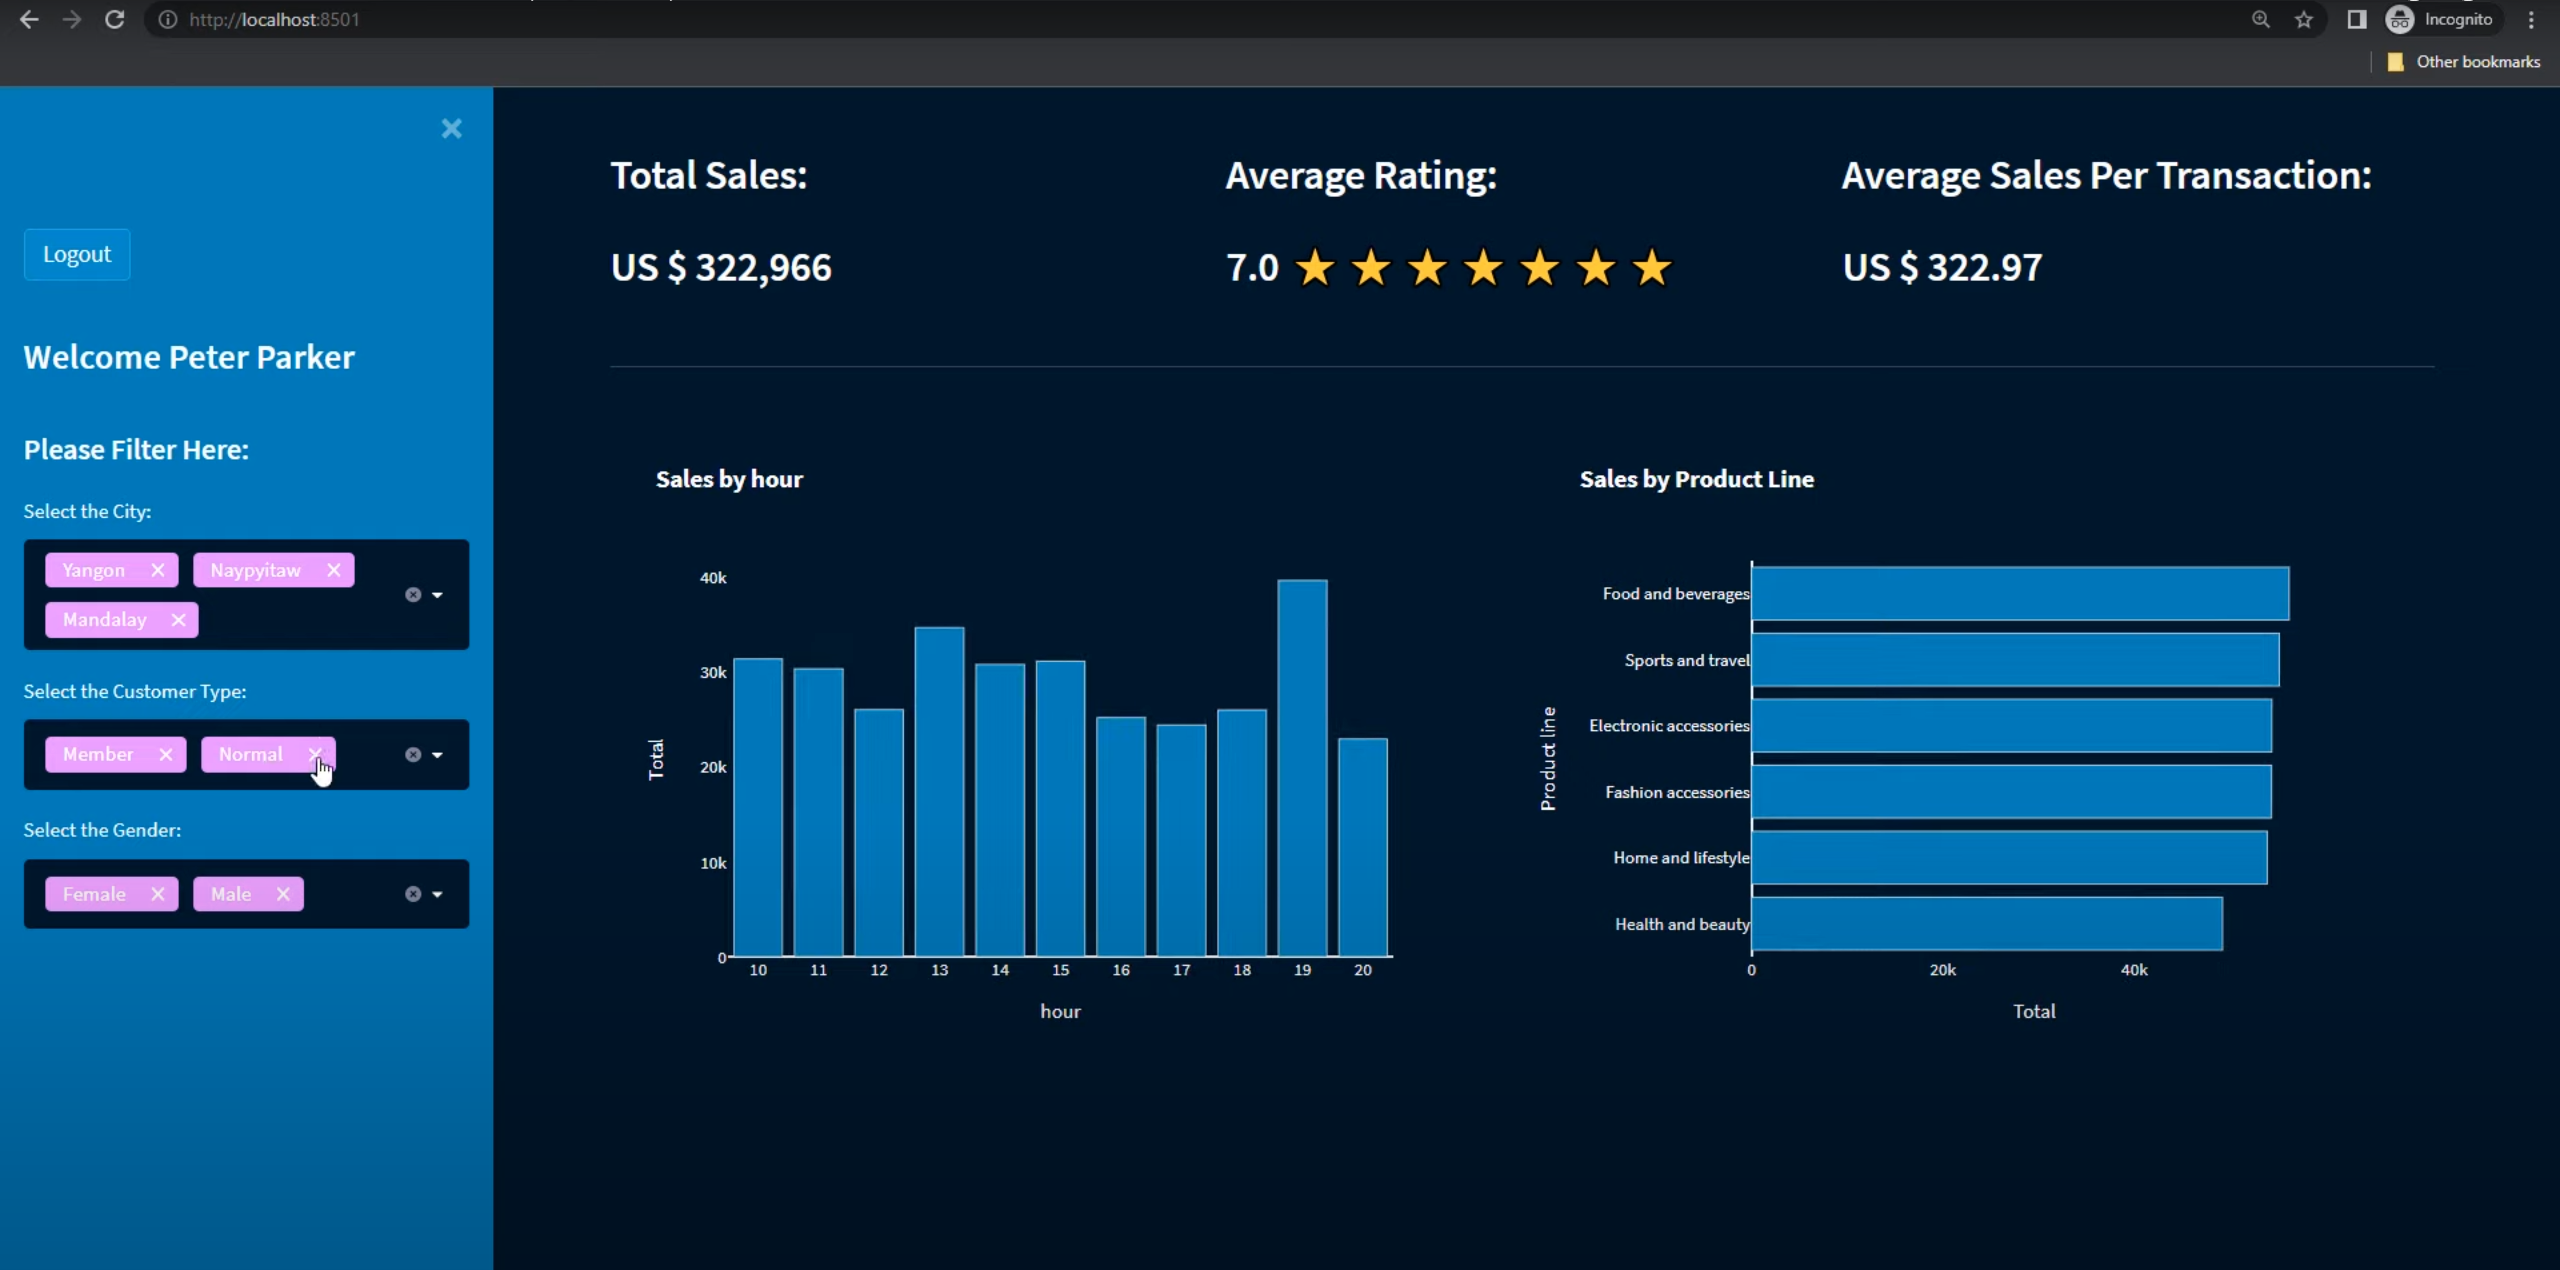 http://localhost:8501
Incognito
Other bookmarks
Logout
Welcome Peter Parker
Please Filter Here:
Select the City:
Yangon
Naypyitaw
Mandalay
Select the Customer Type:
Member
Normal
Select the Gender:
Female
Male
Total Sales:
US $ 322,966
Average Rating:
7.0
Average Sales Per Transaction:
US $ 322.97
Sales by hour
Total
40k
30k
20k
10k
0
10 11 12 13 14 15 16 17 18 19 20
hour
Sales by Product Line
Product line
Food and beverages
Sports and travel
Electronic accessories
Fashion accessories
Home and lifestyle
Health and beauty
0 20k 40k
Total